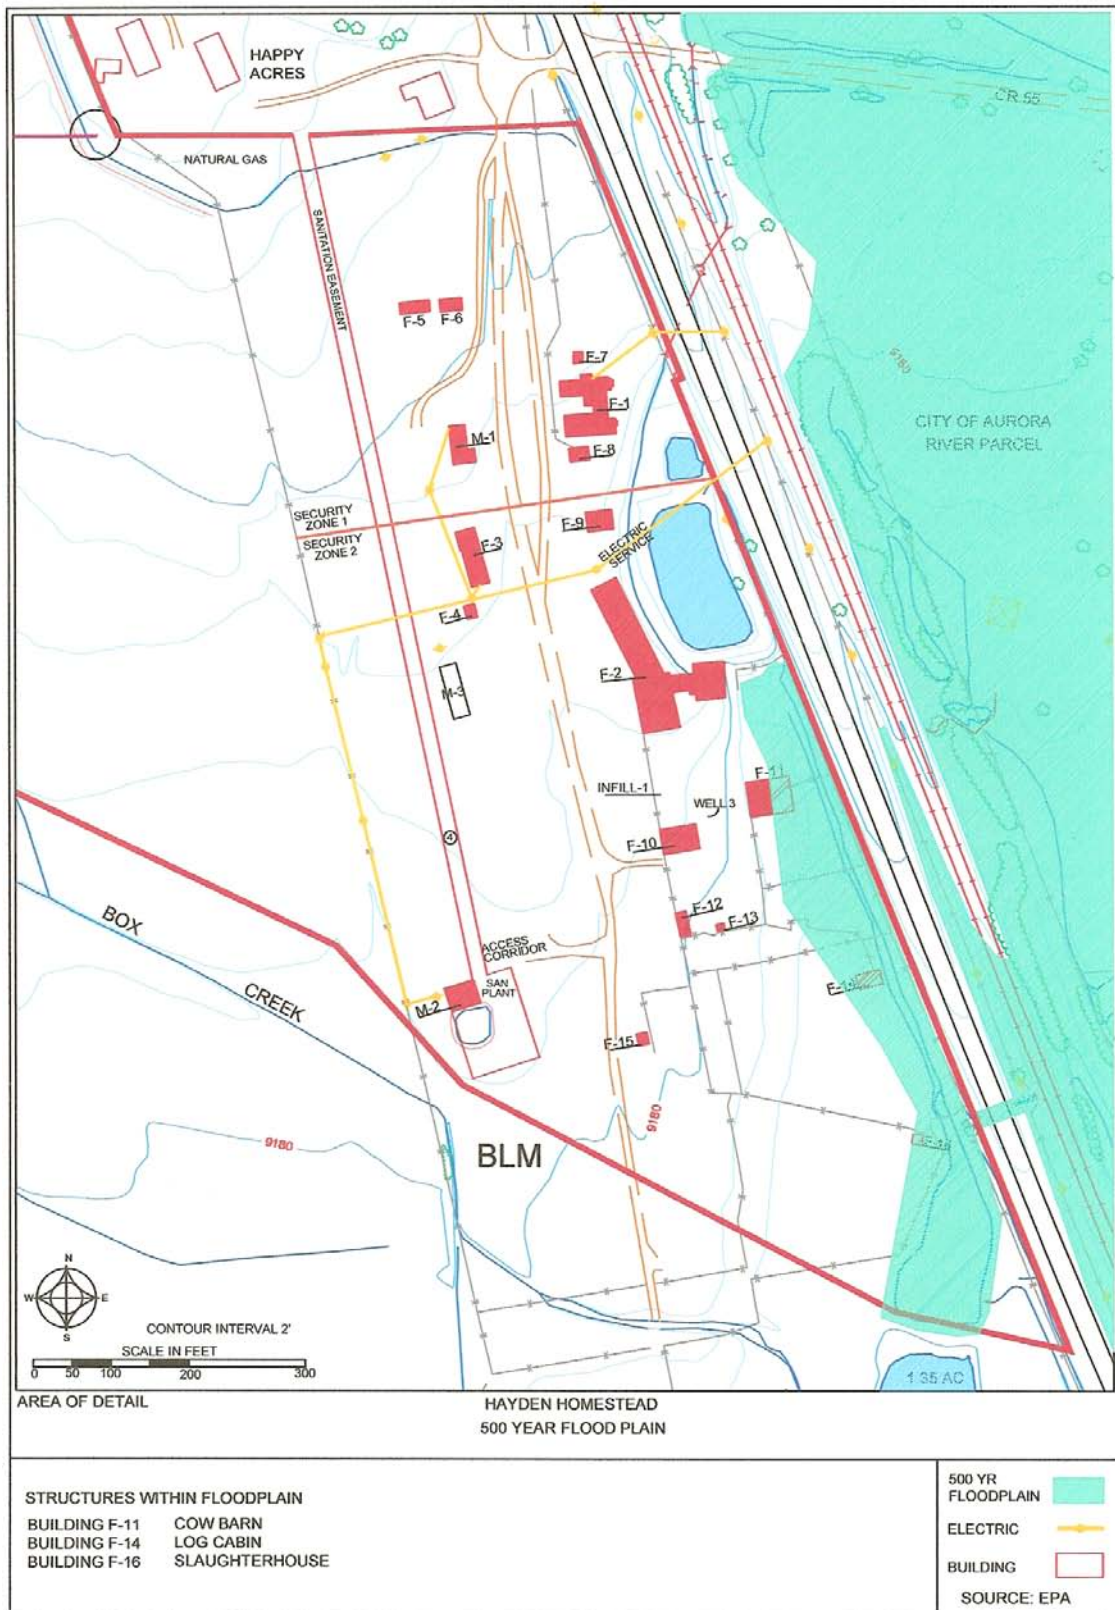 HAPPY
ACRES
CR 55
NATURAL GAS
SANITATION EASEMENT
F-5
F-6
F-7
9180
F-1
CITY OF AURORA
RIVER PARCEL
M-1
F-8
SECURITY
ZONE 1
SECURITY
ZONE 2
F-9
F-3
ELECTRIC
SERVICE
F-4
F-2
M-3
F-11
INFILL-1
WELL 3
F-10
4
BOX
F-12
F-13
ACCESS
CORRIDOR
SAN
PLANT
CREEK
M-2
F-15
9180
9180
BLM
N
W
E
S
CONTOUR INTERVAL 2'
SCALE IN FEET
0 50 100 200 300
1.35 AC
AREA OF DETAIL
HAYDEN HOMESTEAD
500 YEAR FLOOD PLAIN
STRUCTURES WITHIN FLOODPLAIN
BUILDING F-11 COW BARN
BUILDING F-14 LOG CABIN
BUILDING F-16 SLAUGHTERHOUSE
500 YR
FLOODPLAIN
ELECTRIC
BUILDING
SOURCE: EPA